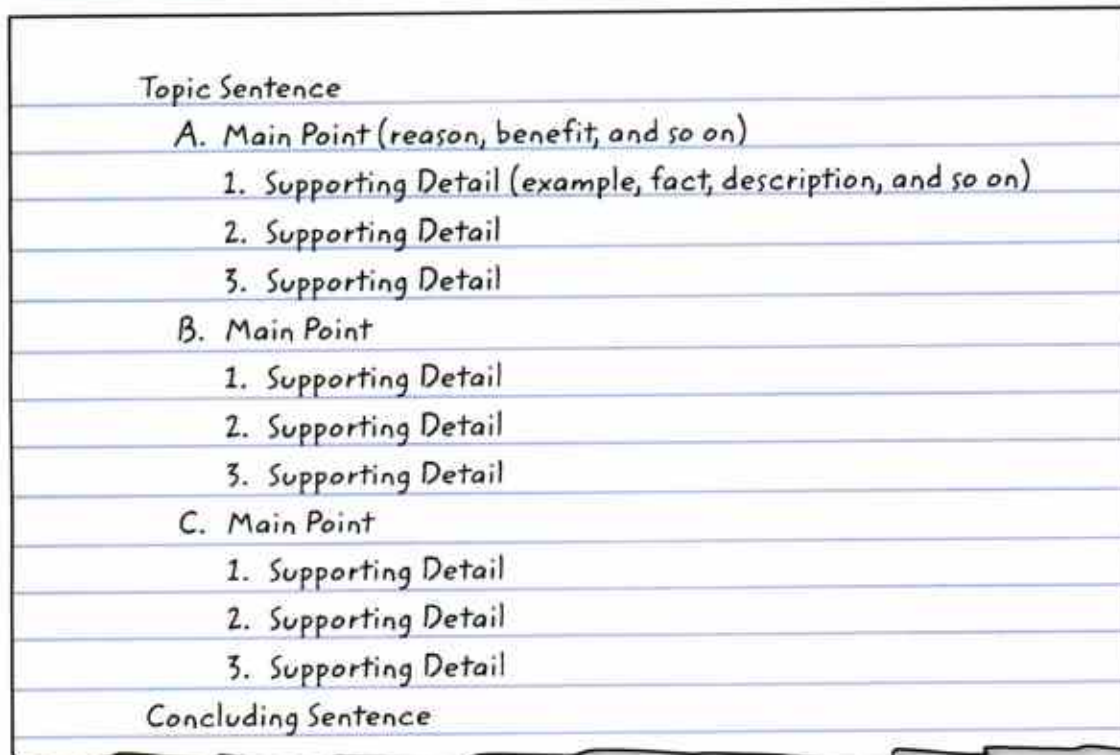 Topic Sentence
A. Main Point (reason, benefit, and so on)
1. Supporting Detail (example, fact, description, and so on)
2. Supporting Detail
3. Supporting Detail
B. Main Point
1. Supporting Detail
2. Supporting Detail
3. Supporting Detail
C. Main Point
1. Supporting Detail
2. Supporting Detail
3. Supporting Detail
Concluding Sentence